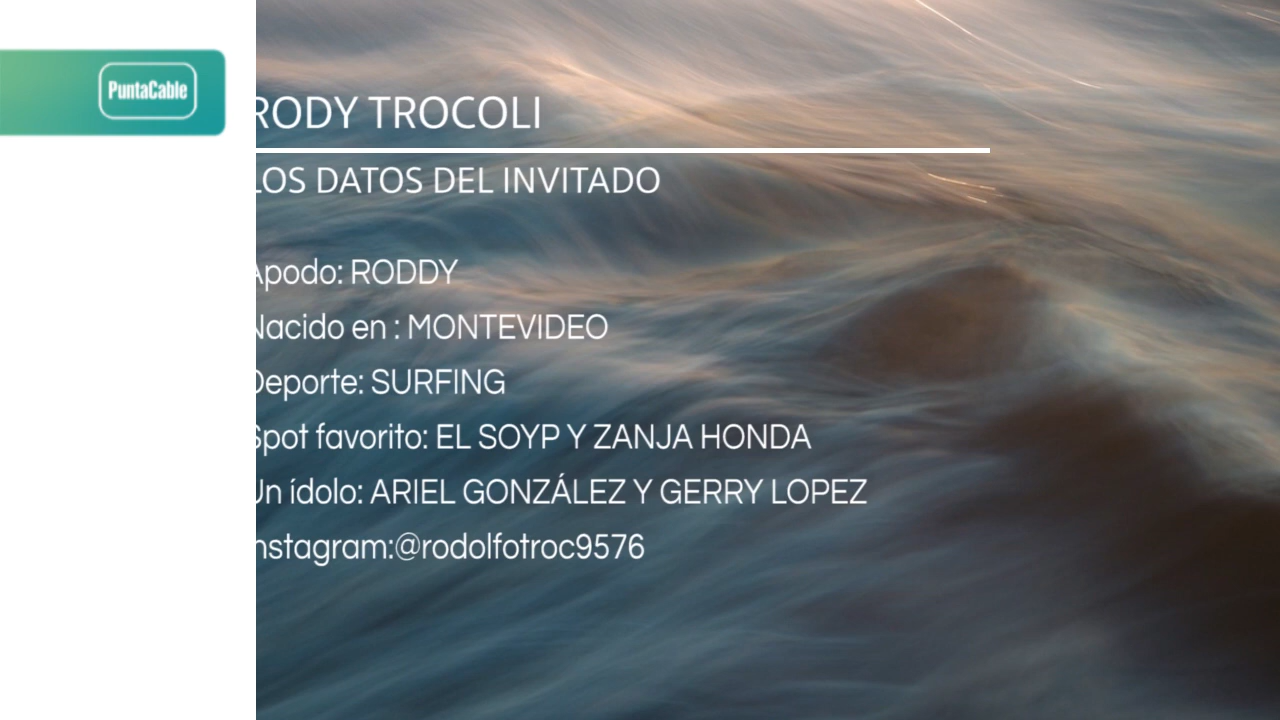 PuntaCable
RODY TROCOLI
LOS DATOS DEL INVITADO
Apodo: RODDY
Nacido en : MONTEVIDEO
Deporte: SURFING
Spot favorito: EL SOYP Y ZANJA HONDA
Un ídolo: ARIEL GONZÁLEZ Y GERRY LOPEZ
Instagram:@rodolfotroc9576